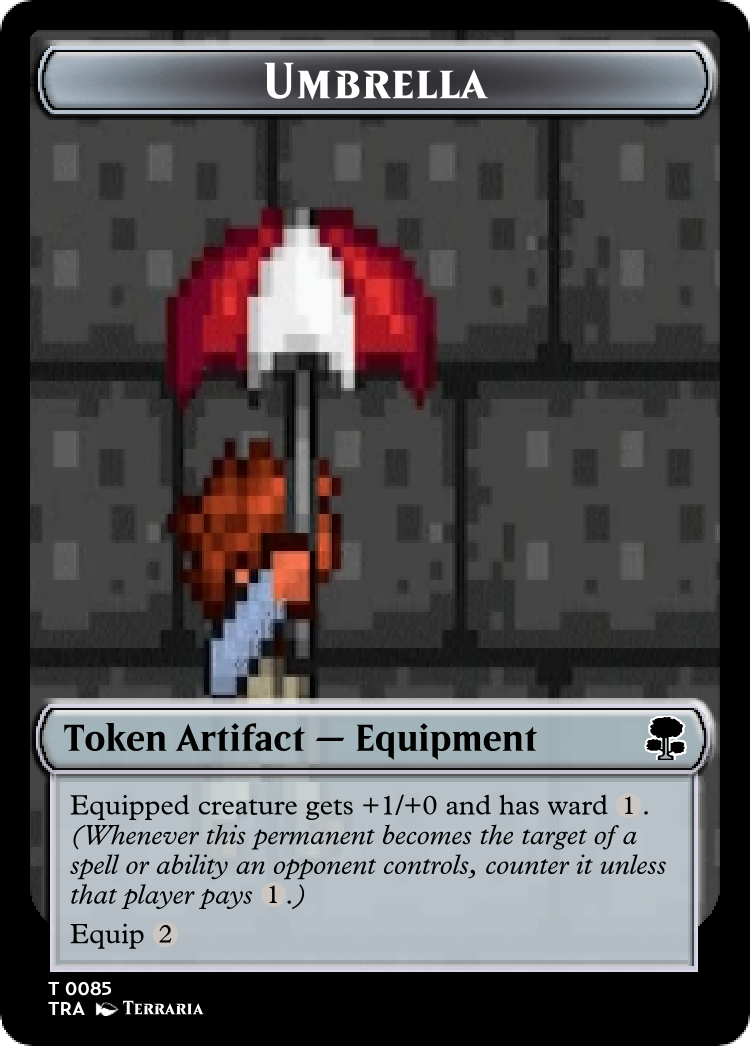 Umbrella
Token Artifact — Equipment
Equipped creature gets +1/+0 and has ward 1.
(Whenever this permanent becomes the target of a
spell or ability an opponent controls, counter it unless
that player pays 1.)
Equip 2
T 0085
TRA Terraria